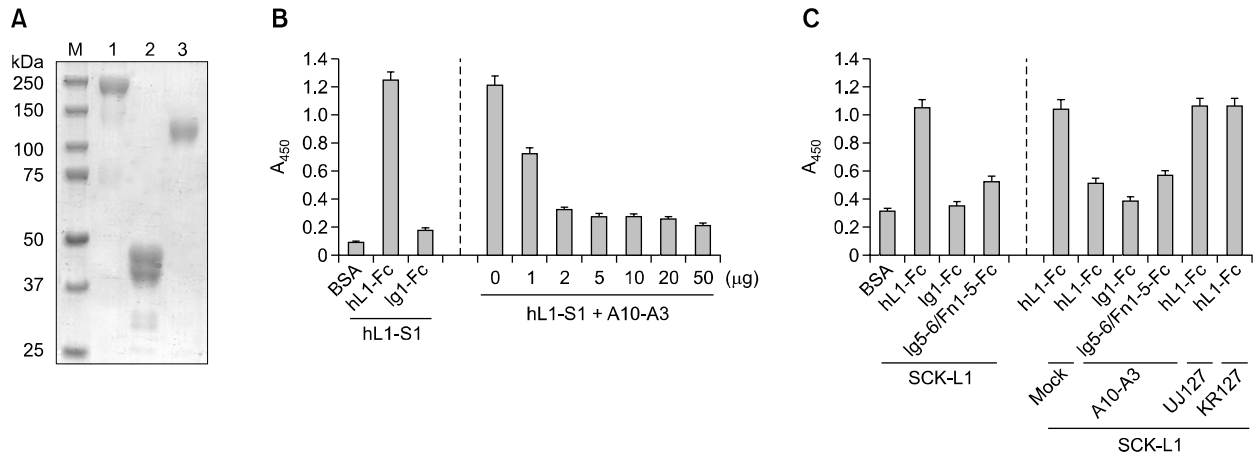 A
kDa M 1 2 3
250
150
100
75
50
37
25
B
A450
1.4
1.2
1.0
0.8
0.6
0.4
0.2
0
BSA
hL1-Fc
Ig1-Fc
hL1-S1
0 1 2 5 10 20 50 (μg)
hL1-S1 + A10-A3
C
A450
1.4
1.2
1.0
0.8
0.6
0.4
0.2
0
BSA
hL1-Fc
Ig1-Fc
Ig5-6/Fn1-5-Fc
SCK-L1
hL1-Fc
hL1-Fc
Ig1-Fc
Ig5-6/Fn1-5-Fc
hL1-Fc
hL1-Fc
Mock
A10-A3
UJ127
KR127
SCK-L1